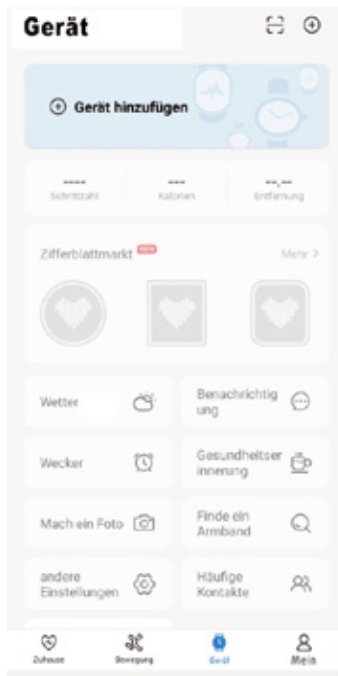 Gerät
Gerät hinzufügen
---- --- --,--
Schrittzahl Kalorien Entfernung
Zifferblattmarkt NEW Mehr >
Wetter
Benachrichtig
ung
Wecker
Gesundheitser
innerung
Mach ein Foto
Finde ein
Armband
andere
Einstellungen
Häufige
Kontakte
Zuhause Bewegung Gerät Mein